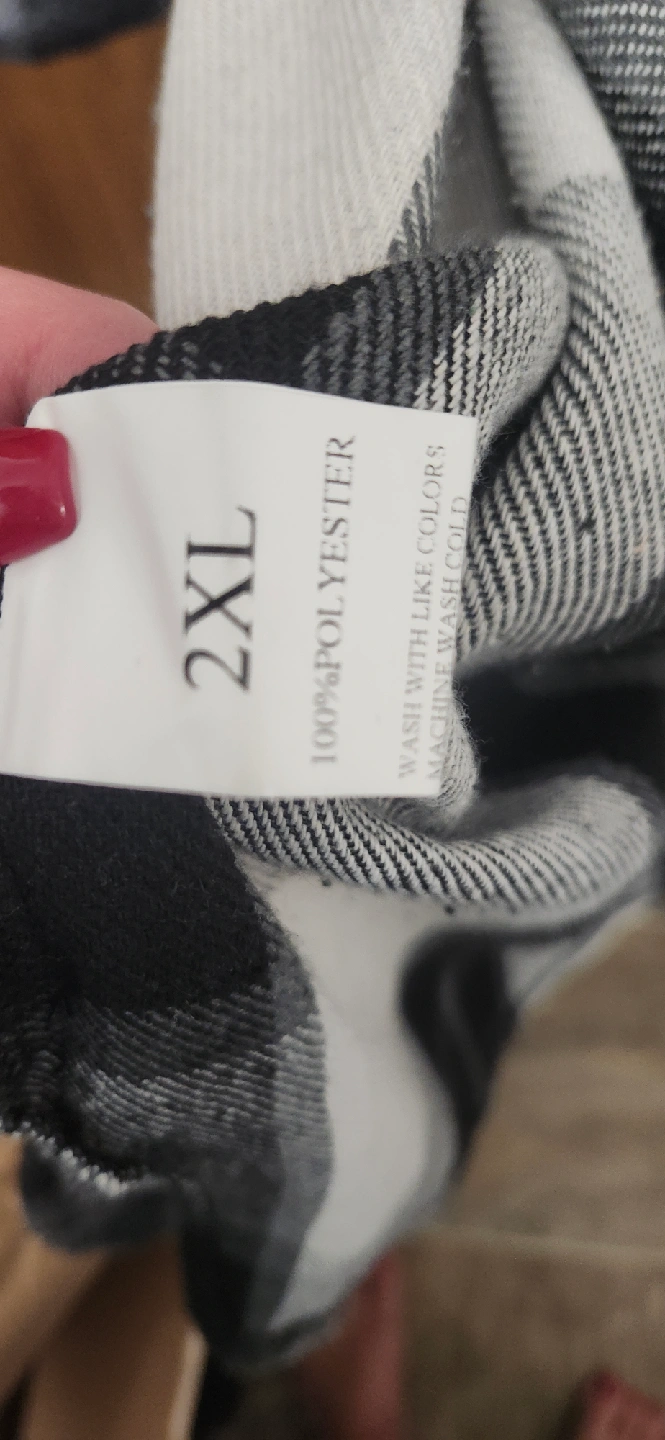 2XL
100%POLYESTER
WASH WITH LIKE COLORS
MACHINE WASH COLD